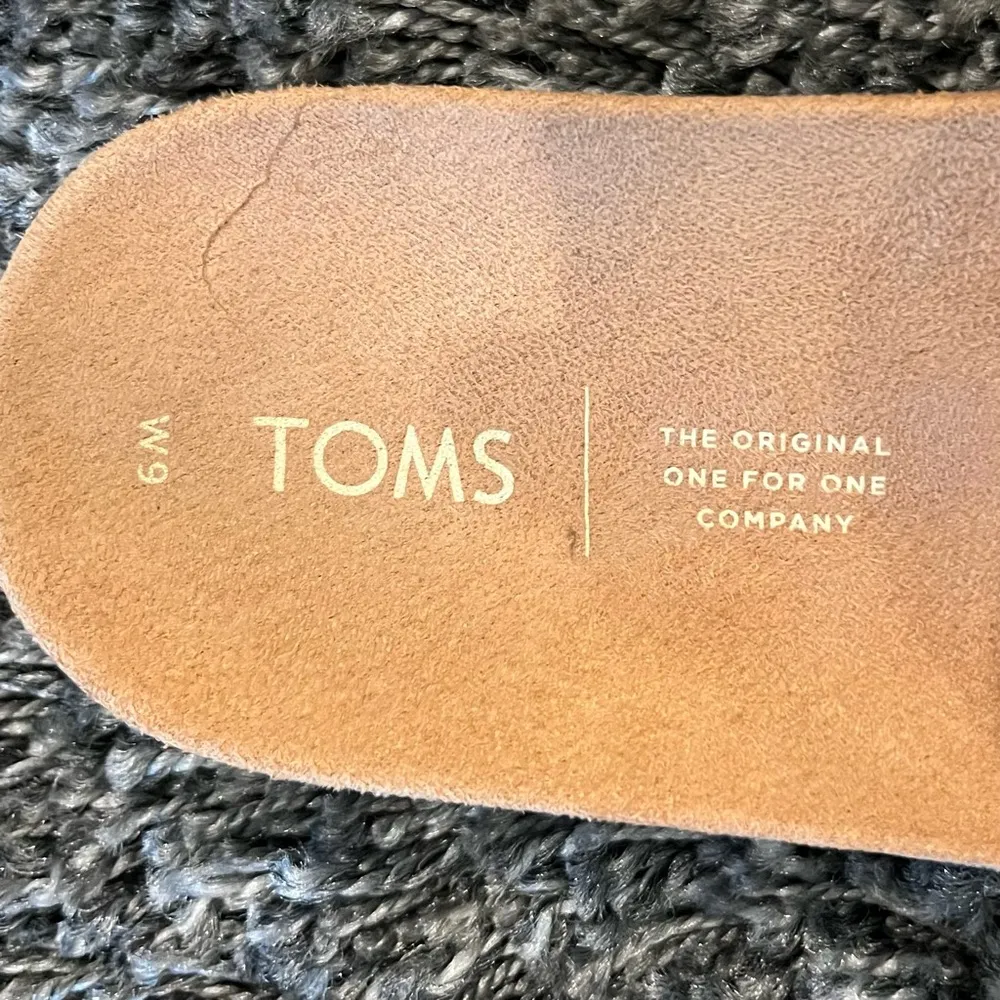 W9
TOMS
THE ORIGINAL
ONE FOR ONE
COMPANY